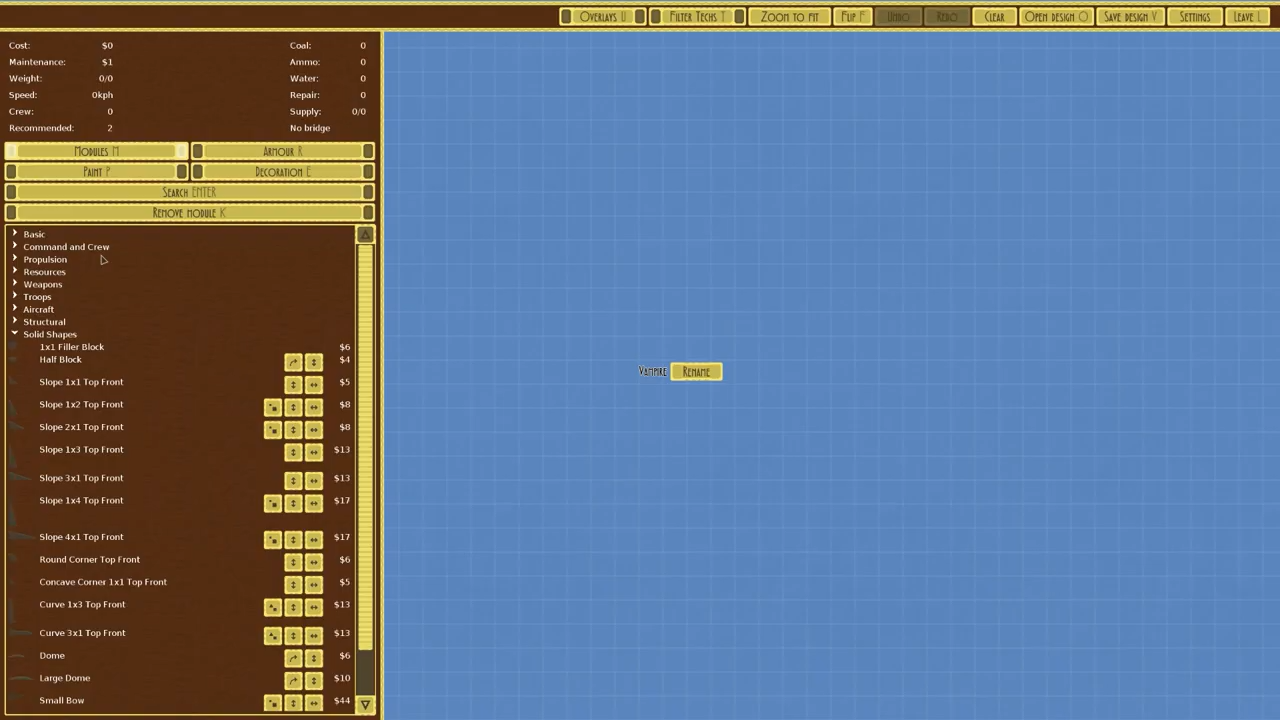 OVERLAYS U FILTER TECHS T ZOOM TO FIT FLIP F UNDO REDO CLEAR OPEN DESIGN O SAVE DESIGN V SETTINGS LEAVE L
Cost: $0 Coal: 0
Maintenance: $1 Ammo: 0
Weight: 0/0 Water: 0
Speed: 0kph Repair: 0
Crew: 0 Supply: 0/0
Recommended: 2 No bridge
MODULES M ARMOUR R
PAINT P DECORATION E
SEARCH ENTER
REMOVE MODULE K
Basic
Command and Crew
Propulsion
Resources
Weapons
Troops
Aircraft
Structural
Solid Shapes
1x1 Filler Block $6
Half Block $4
Slope 1x1 Top Front $5
Slope 1x2 Top Front $8
Slope 2x1 Top Front $8
Slope 1x3 Top Front $13
Slope 3x1 Top Front $13
Slope 1x4 Top Front $17
Slope 4x1 Top Front $17
Round Corner Top Front $6
Concave Corner 1x1 Top Front $5
Curve 1x3 Top Front $13
Curve 3x1 Top Front $13
Dome $6
Large Dome $10
Small Bow $44
VAMPIRE RENAME